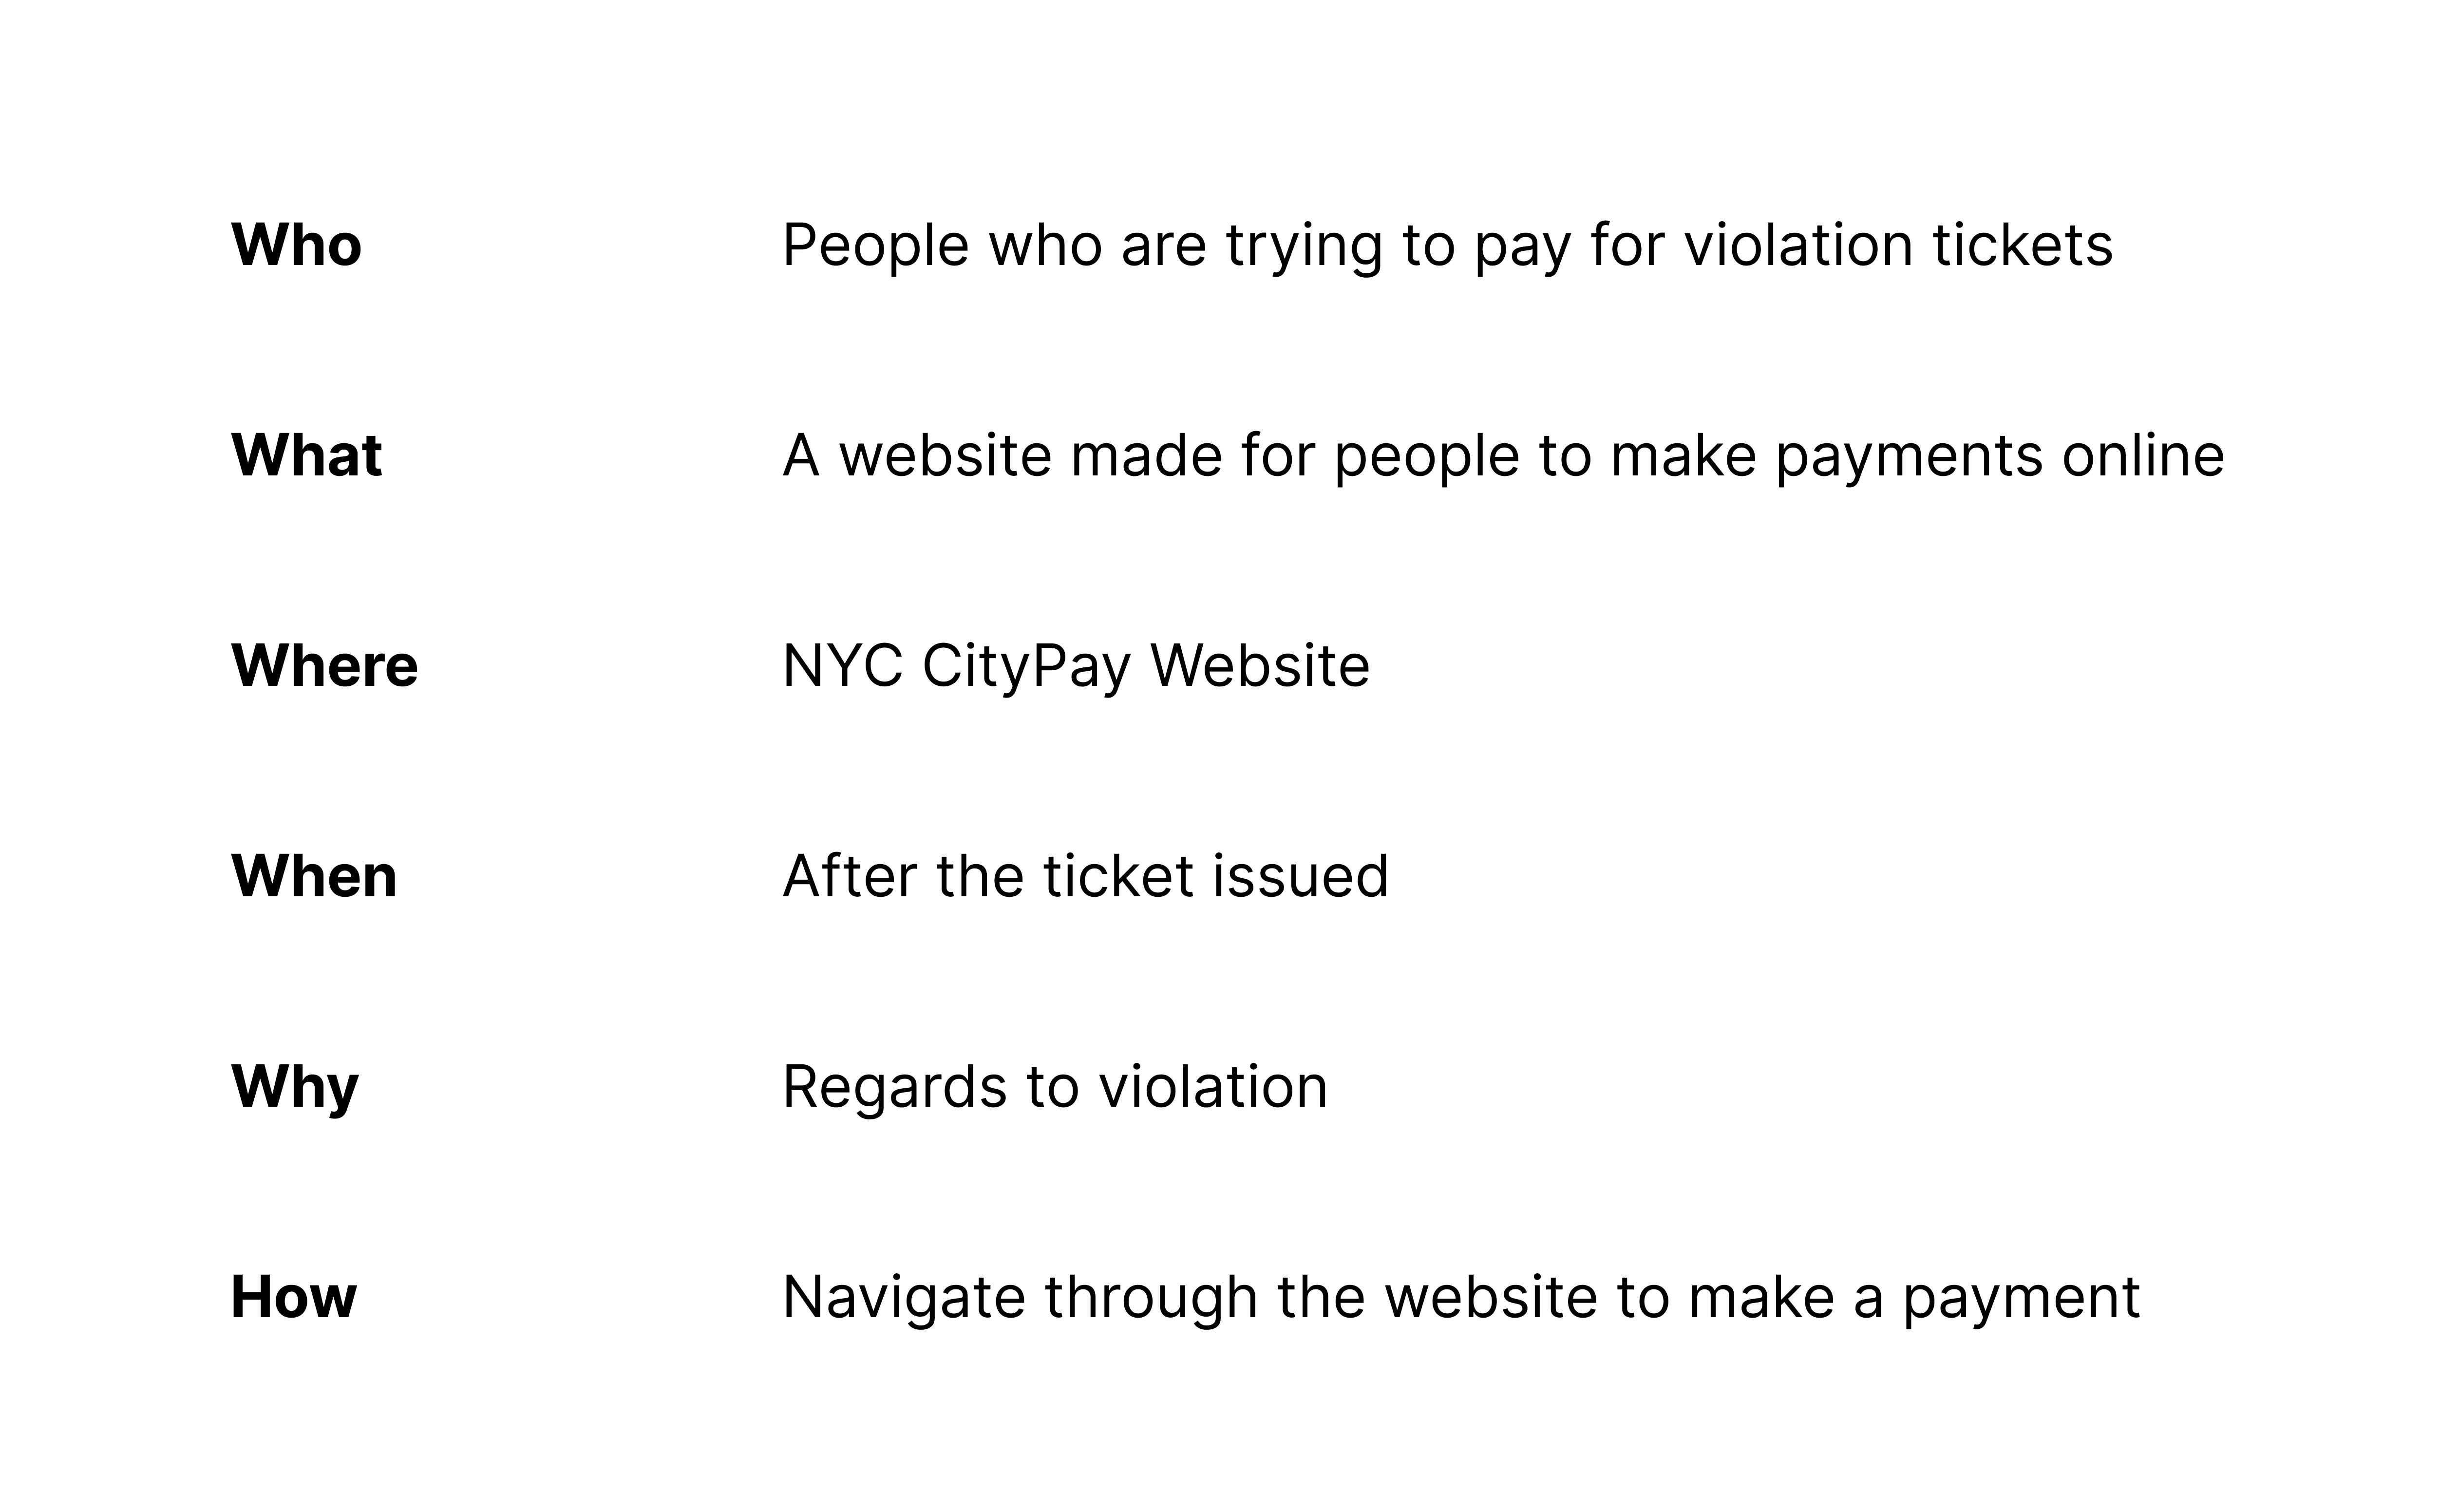 Who People who are trying to pay for violation tickets
What A website made for people to make payments online
Where NYC CityPay Website
When After the ticket issued
Why Regards to violation
How Navigate through the website to make a payment